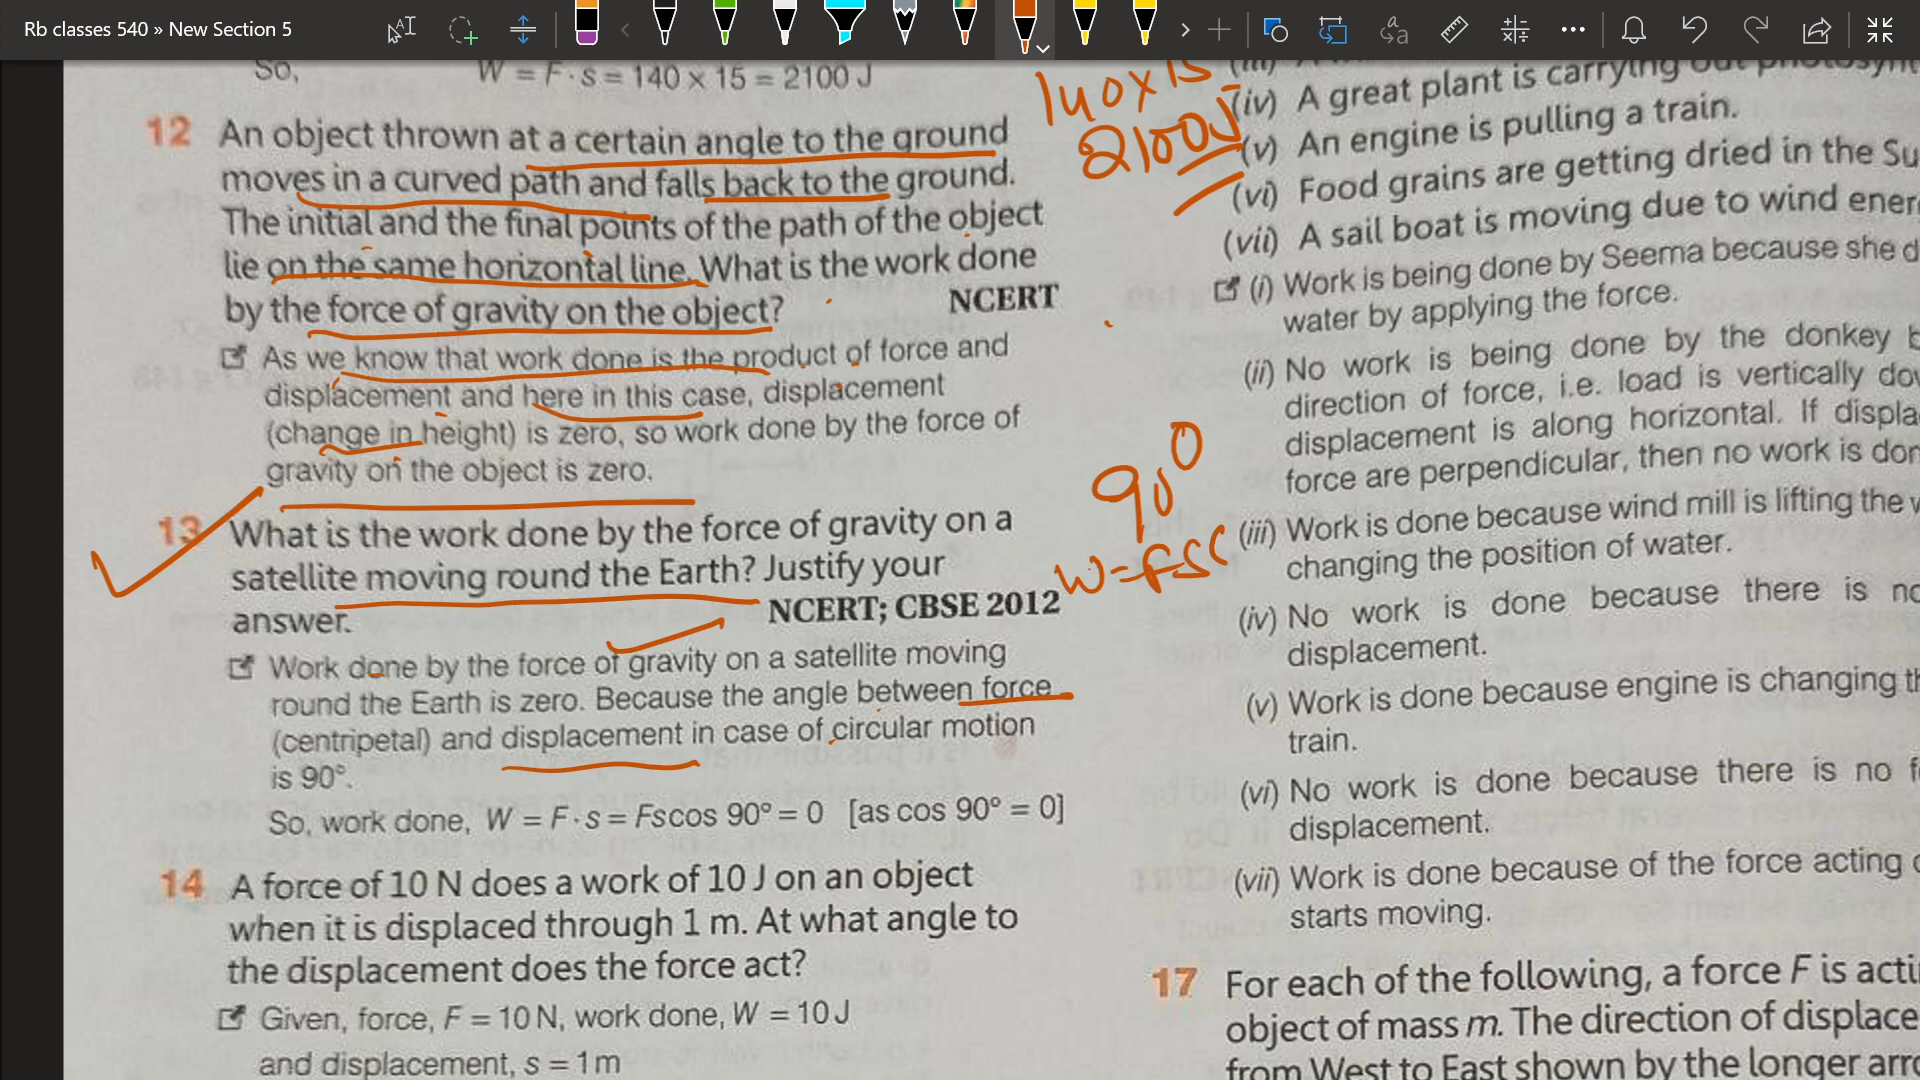 Rb classes 540 » New Section 5
So, W = F · s = 140 x 15 = 2100 J
12 An object thrown at a certain angle to the ground
moves in a curved path and falls back to the ground.
The initial and the final points of the path of the object
lie on the same horizontal line. What is the work done
by the force of gravity on the object? NCERT
As we know that work done is the product of force and
displacement and here in this case, displacement
(change in height) is zero, so work done by the force of
gravity on the object is zero.
13 What is the work done by the force of gravity on a
satellite moving round the Earth? Justify your
answer. NCERT; CBSE 2012
Work done by the force of gravity on a satellite moving
round the Earth is zero. Because the angle between force
(centripetal) and displacement in case of circular motion
is 90°.
So, work done, W = F · s = Fs cos 90° = 0 [as cos 90° = 0]
14 A force of 10 N does a work of 10 J on an object
when it is displaced through 1 m. At what angle to
the displacement does the force act?
Given, force, F = 10 N, work done, W = 10 J
and displacement, s = 1 m
140x15
2100J
90°
W=FSC
(iii) A
(iv) A great plant is carrying out
(v) An engine is pulling a train.
(vi) Food grains are getting dried in the Su
(vii) A sail boat is moving due to wind ener
(i) Work is being done by Seema because she d
water by applying the force.
(ii) No work is being done by the donkey b
direction of force, i.e. load is vertically dow
displacement is along horizontal. If displa
force are perpendicular, then no work is don
(iii) Work is done because wind mill is lifting the w
changing the position of water.
(iv) No work is done because there is no
displacement.
(v) Work is done because engine is changing th
train.
(vi) No work is done because there is no f
displacement.
(vii) Work is done because of the force acting o
starts moving.
17 For each of the following, a force F is acti
object of mass m. The direction of displace
from West to East shown by the longer arro